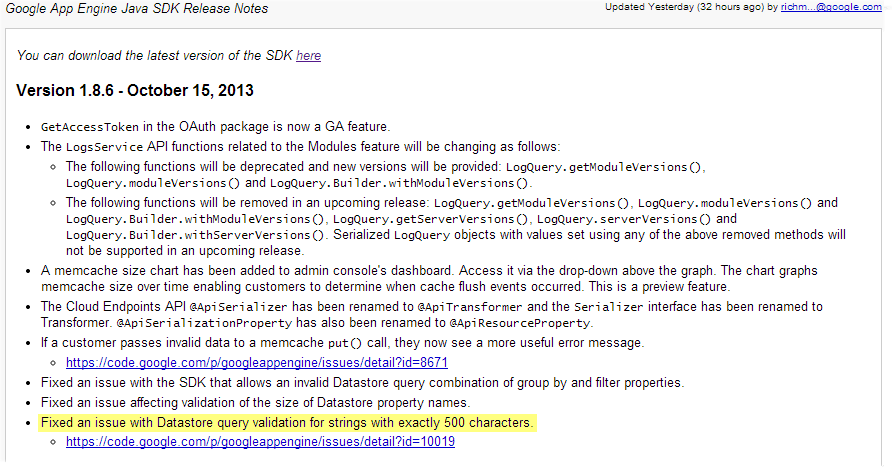 Google App Engine Java SDK Release Notes
Updated Yesterday (32 hours ago) by richm...@google.com
You can download the latest version of the SDK here
Version 1.8.6 - October 15, 2013
• GetAccessToken in the OAuth package is now a GA feature.
• The LogsService API functions related to the Modules feature will be changing as follows:
◦ The following functions will be deprecated and new versions will be provided: LogQuery.getModuleVersions(),
LogQuery.moduleVersions() and LogQuery.Builder.withModuleVersions().
◦ The following functions will be removed in an upcoming release: LogQuery.getModuleVersions(), LogQuery.moduleVersions() and
LogQuery.Builder.withModuleVersions(), LogQuery.getServerVersions(), LogQuery.serverVersions() and
LogQuery.Builder.withServerVersions(). Serialized LogQuery objects with values set using any of the above removed methods will
not be supported in an upcoming release.
• A memcache size chart has been added to admin console's dashboard. Access it via the drop-down above the graph. The chart graphs
memcache size over time enabling customers to determine when cache flush events occurred. This is a preview feature.
• The Cloud Endpoints API @ApiSerializer has been renamed to @ApiTransformer and the Serializer interface has been renamed to
Transformer. @ApiSerializationProperty has also been renamed to @ApiResourceProperty.
• If a customer passes invalid data to a memcache put() call, they now see a more useful error message.
◦ https://code.google.com/p/googleappengine/issues/detail?id=8671
• Fixed an issue with the SDK that allows an invalid Datastore query combination of group by and filter properties.
• Fixed an issue affecting validation of the size of Datastore property names.
• Fixed an issue with Datastore query validation for strings with exactly 500 characters.
◦ https://code.google.com/p/googleappengine/issues/detail?id=10019